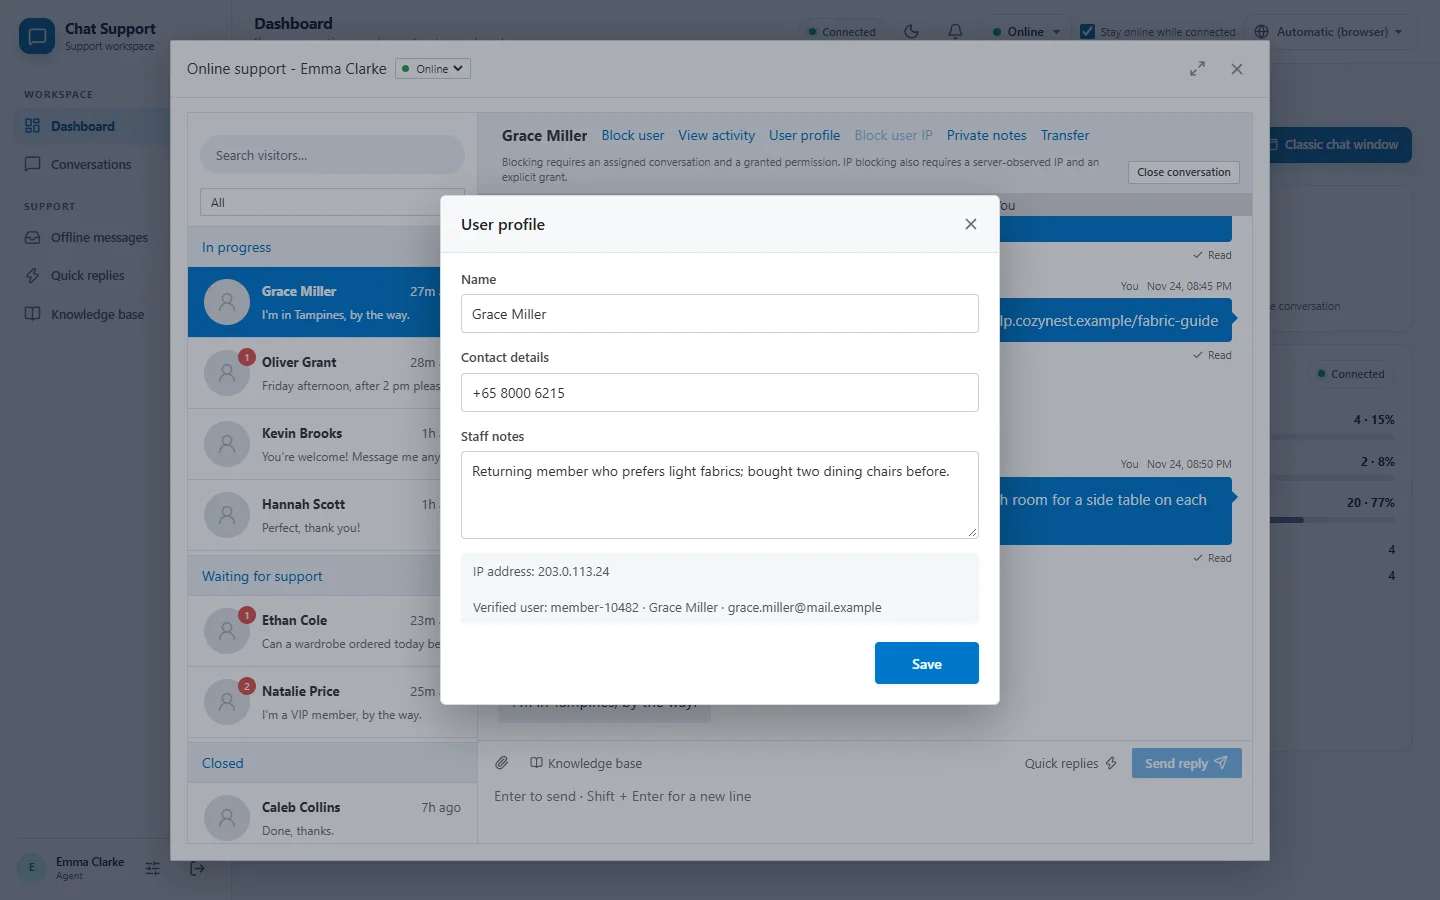 Chat Support
Support workspace
WORKSPACE
Dashboard
Conversations
SUPPORT
Offline messages
Quick replies
Knowledge base
Emma Clarke
Agent
E
Dashboard
Connected
Online
Stay online while connected
Automatic (browser)
Classic chat window
Online support - Emma Clarke
Online
Search visitors...
All
In progress
Grace Miller
27m
I'm in Tampines, by the way.
1
Oliver Grant
28m
Friday afternoon, after 2 pm pleas
Kevin Brooks
1h
You're welcome! Message me any
Hannah Scott
1h
Perfect, thank you!
Waiting for support
1
Ethan Cole
23m
Can a wardrobe ordered today be
2
Natalie Price
25m
I'm a VIP member, by the way.
Closed
Caleb Collins
7h ago
Done, thanks.
Grace Miller
Block user
View activity
User profile
Block user IP
Private notes
Transfer
Blocking requires an assigned conversation and a granted permission. IP blocking also requires a server-observed IP and an
explicit grant.
Close conversation
You
Read
You Nov 24, 08:45 PM
lp.cozynest.example/fabric-guide
Read
You Nov 24, 08:50 PM
h room for a side table on each
Read
I'm in Tampines, by the way.
Knowledge base
Quick replies
Send reply
Enter to send · Shift + Enter for a new line
User profile
Name
Grace Miller
Contact details
+65 8000 6215
Staff notes
Returning member who prefers light fabrics; bought two dining chairs before.
IP address: 203.0.113.24
Verified user: member-10482 · Grace Miller · grace.miller@mail.example
Save
e conversation
Connected
4 · 15%
2 · 8%
20 · 77%
4
4